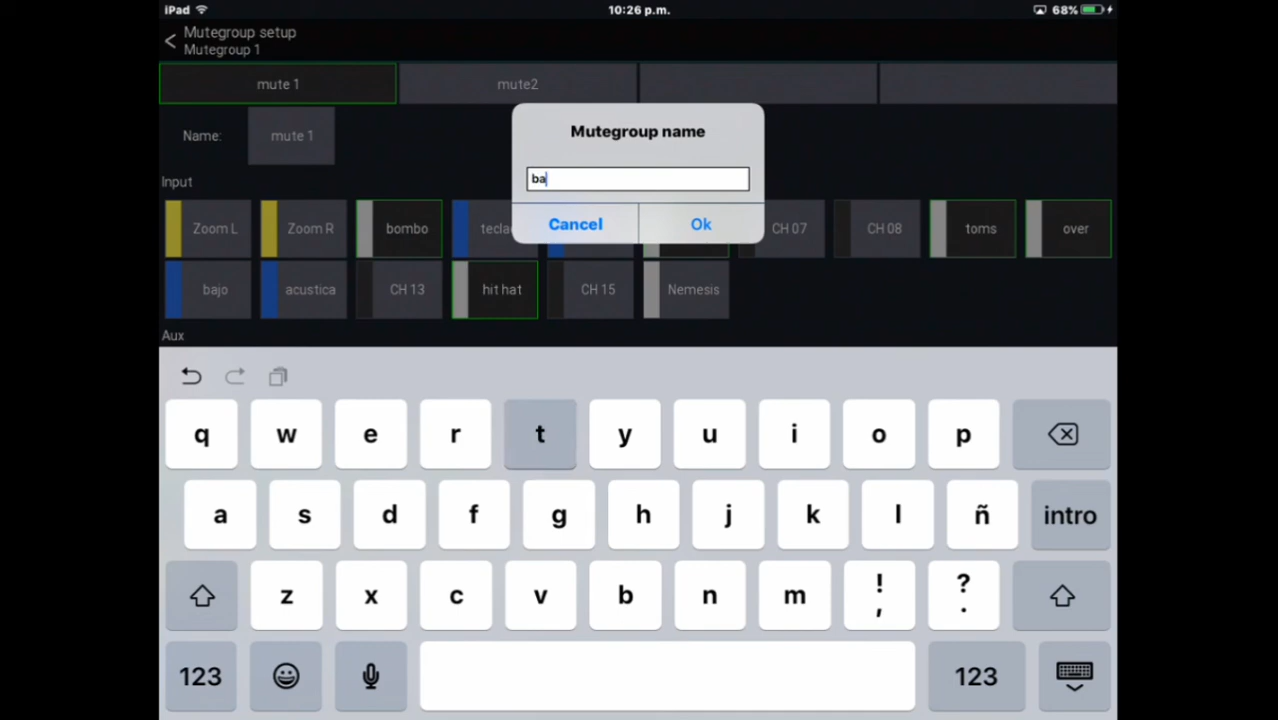 iPad 10:26 p.m. 68%
Mutegroup setup
Mutegroup 1
mute 1 mute2
Name: mute 1
Mutegroup name
ba
Cancel Ok
Input
Zoom L Zoom R bombo tecla CH 07 CH 08 toms over
bajo acustica CH 13 hit hat CH 15 Nemesis
Aux
q w e r t y u i o p
a s d f g h j k l ñ intro
z x c v b n m ! , ? .
123 123